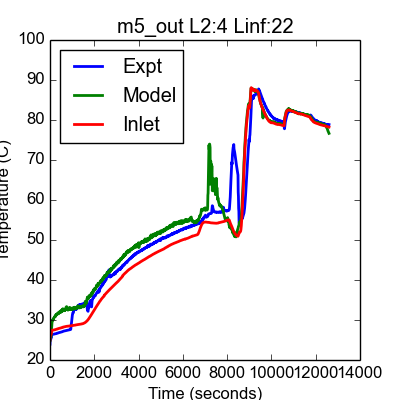 m5_out L2:4 Linf:22
100
90
80
70
60
50
40
30
20
Temperature (C)
Expt
Model
Inlet
0 2000 4000 6000 8000 10000 12000 14000
Time (seconds)